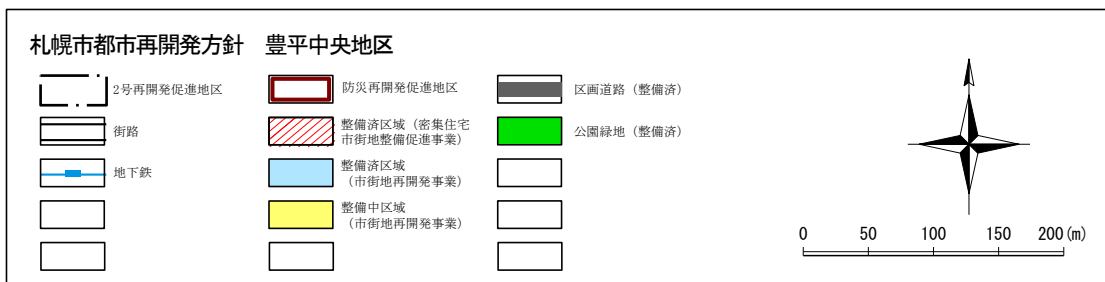 札幌市都市再開発方針　豊平中央地区
2号再開発促進地区
街路
地下鉄
防災再開発促進地区
整備済区域（密集住宅
市街地整備促進事業）
整備済区域
（市街地再開発事業）
整備中区域
（市街地再開発事業）
区画道路（整備済）
公園緑地（整備済）
0 50 100 150 200(m)